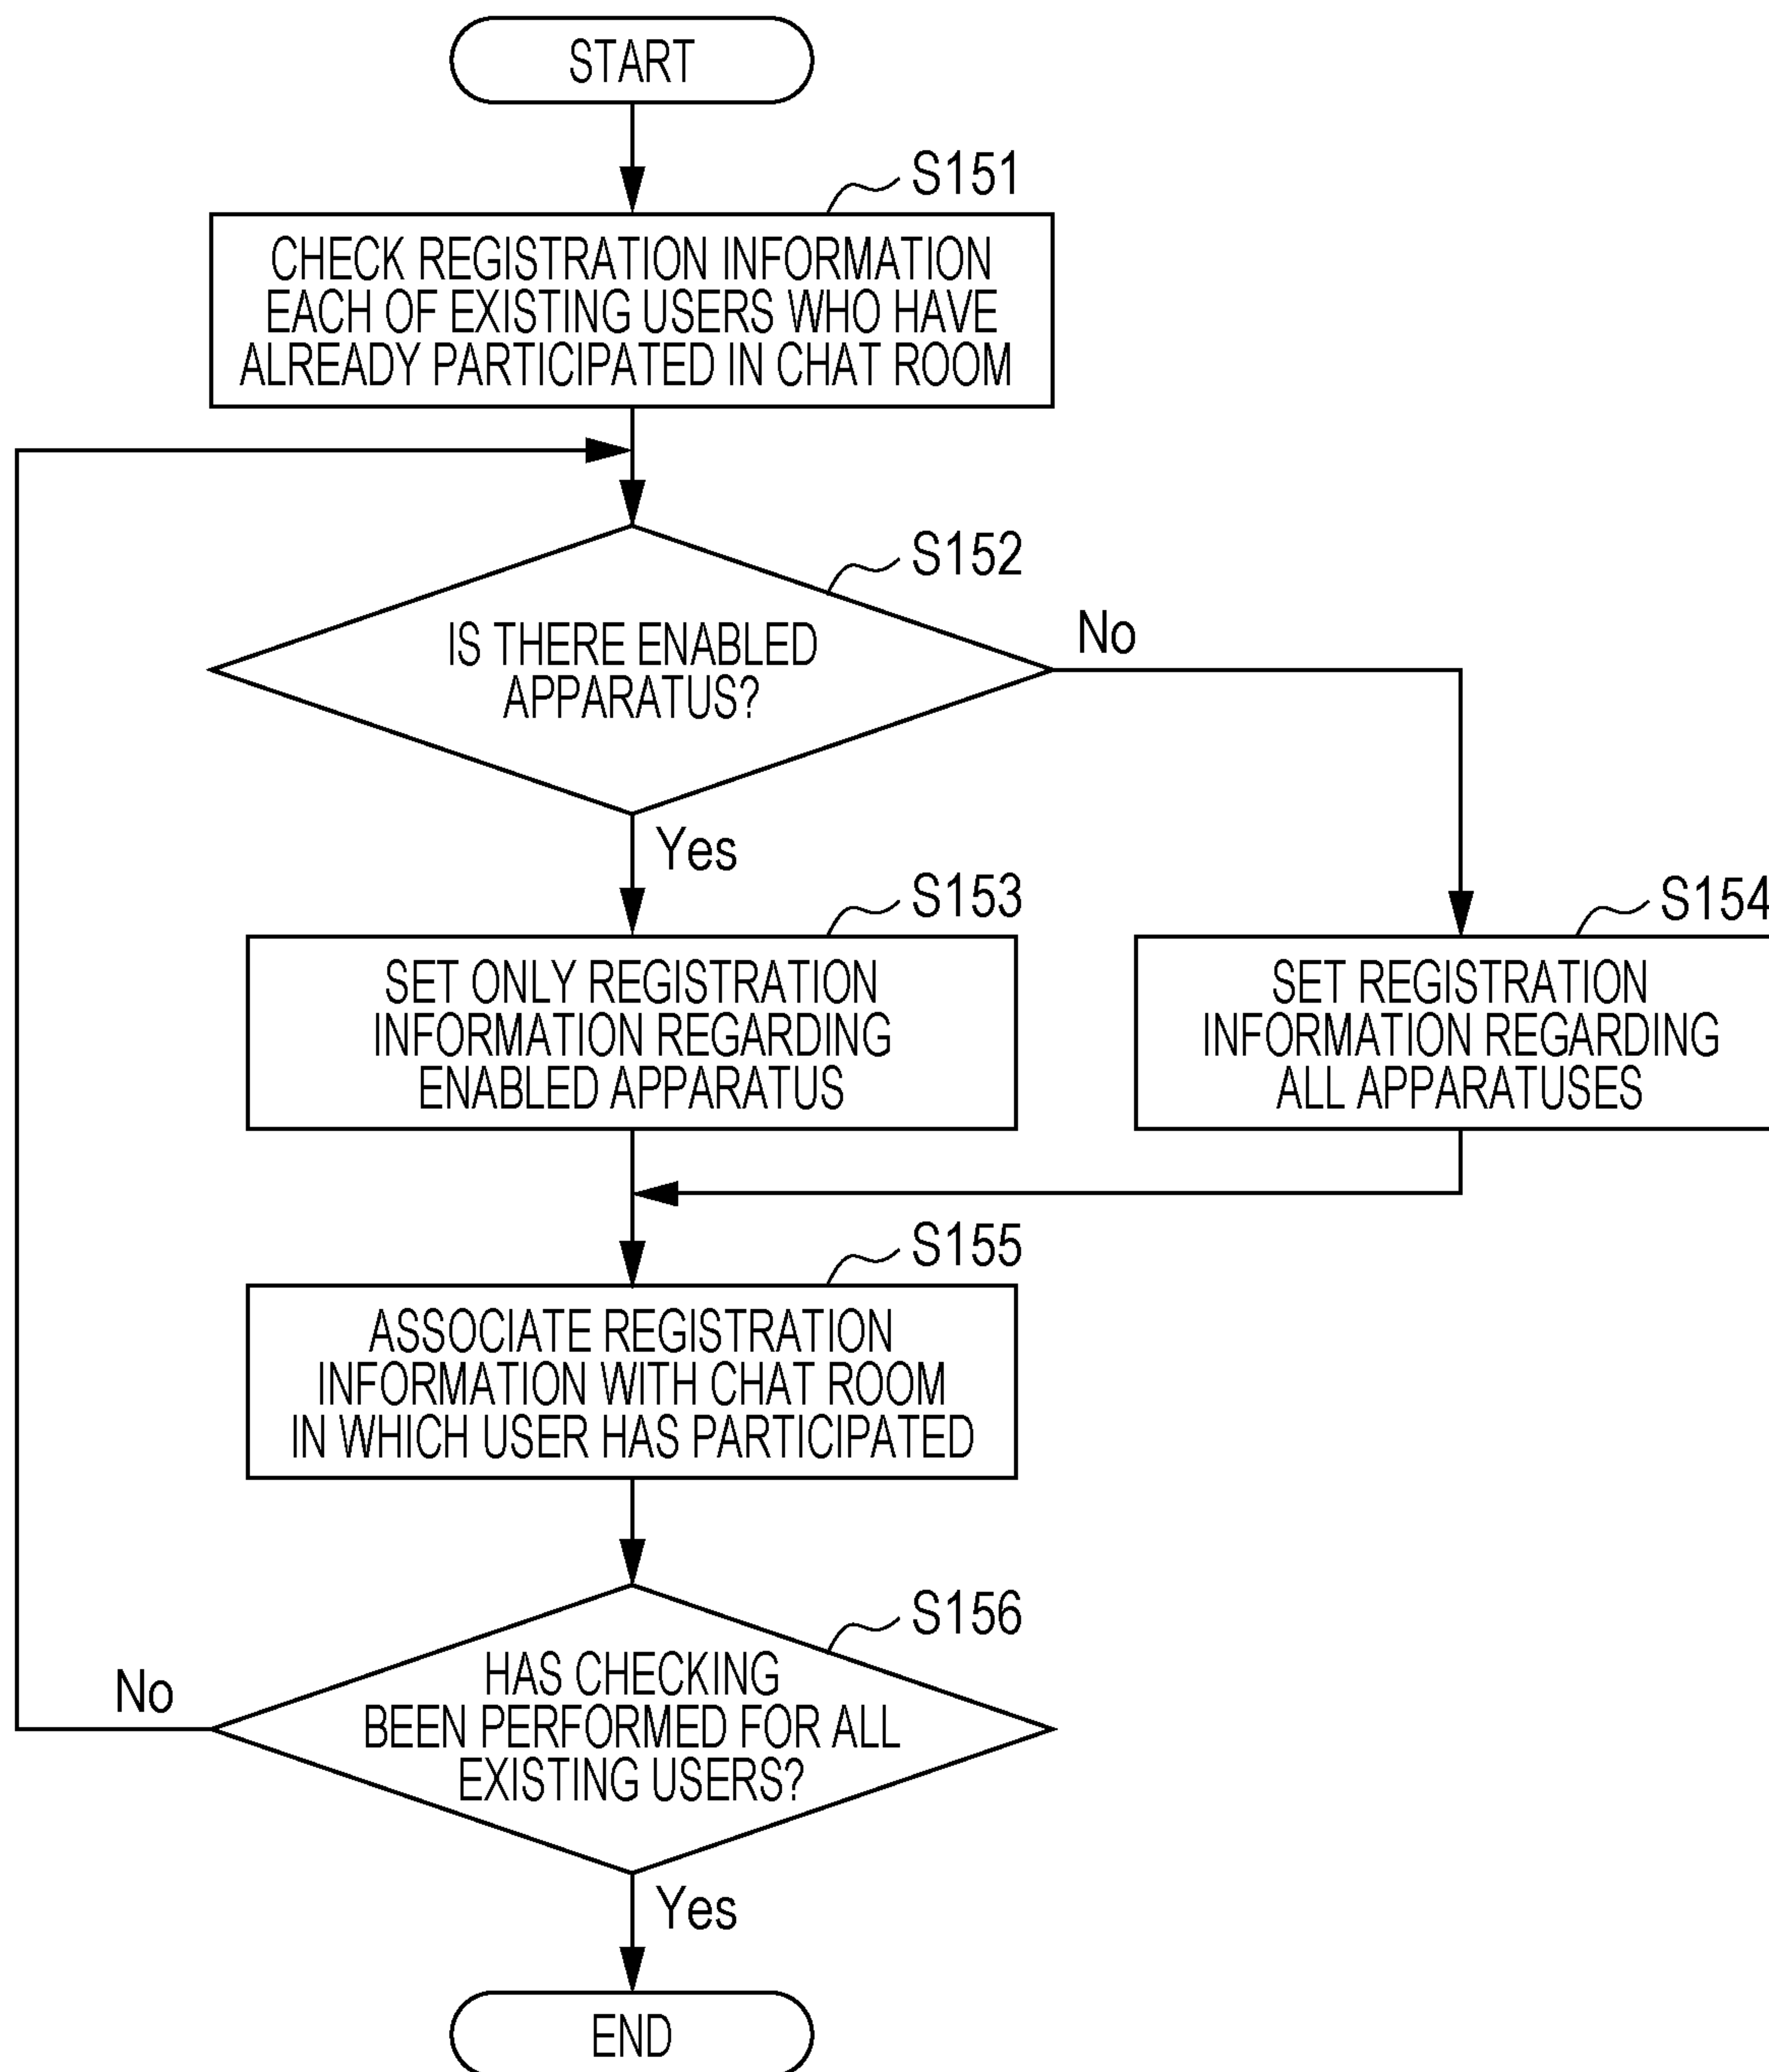 START
S151
CHECK REGISTRATION INFORMATION
EACH OF EXISTING USERS WHO HAVE
ALREADY PARTICIPATED IN CHAT ROOM
S152
IS THERE ENABLED
APPARATUS?
No
Yes
S153
SET ONLY REGISTRATION
INFORMATION REGARDING
ENABLED APPARATUS
S154
SET REGISTRATION
INFORMATION REGARDING
ALL APPARATUSES
S155
ASSOCIATE REGISTRATION
INFORMATION WITH CHAT ROOM
IN WHICH USER HAS PARTICIPATED
S156
HAS CHECKING
BEEN PERFORMED FOR ALL
EXISTING USERS?
No
Yes
END